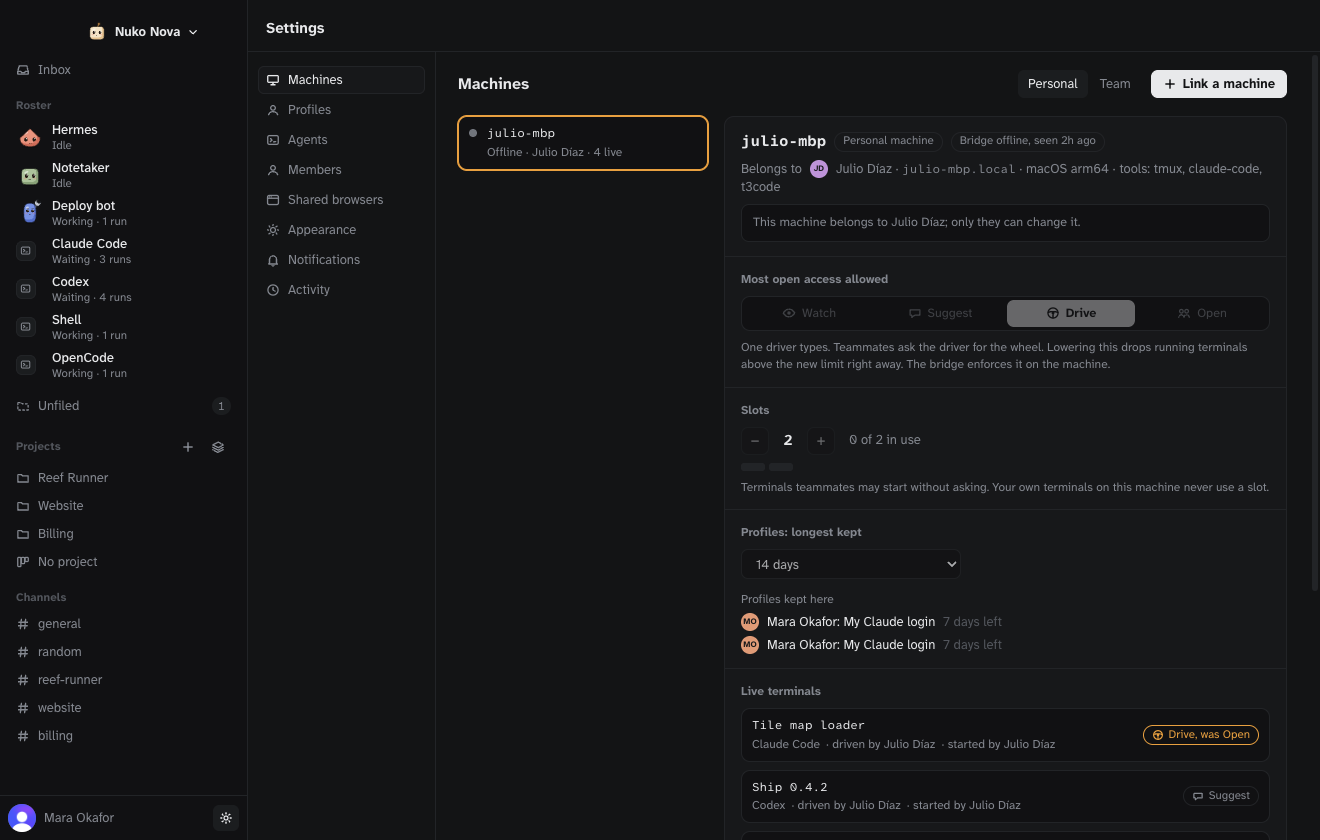 Nuko Nova
Inbox
Roster
Hermes
Idle
Notetaker
Idle
Deploy bot
Working · 1 run
Claude Code
Waiting · 3 runs
Codex
Waiting · 4 runs
Shell
Working · 1 run
OpenCode
Working · 1 run
Unfiled
1
Projects
Reef Runner
Website
Billing
No project
Channels
# general
# random
# reef-runner
# website
# billing
Mara Okafor
Settings
Machines
Profiles
Agents
Members
Shared browsers
Appearance
Notifications
Activity
Machines
Personal
Team
+ Link a machine
julio-mbp
Offline · Julio Díaz · 4 live
julio-mbp
Personal machine
Bridge offline, seen 2h ago
Belongs to JD Julio Díaz · julio-mbp.local · macOS arm64 · tools: tmux, claude-code,
t3code
This machine belongs to Julio Díaz; only they can change it.
Most open access allowed
Watch
Suggest
Drive
Open
One driver types. Teammates ask the driver for the wheel. Lowering this drops running terminals
above the new limit right away. The bridge enforces it on the machine.
Slots
− 2 + 0 of 2 in use
Terminals teammates may start without asking. Your own terminals on this machine never use a slot.
Profiles: longest kept
14 days
Profiles kept here
MO Mara Okafor: My Claude login 7 days left
MO Mara Okafor: My Claude login 7 days left
Live terminals
Tile map loader
Claude Code · driven by Julio Díaz · started by Julio Díaz
Drive, was Open
Ship 0.4.2
Codex · driven by Julio Díaz · started by Julio Díaz
Suggest